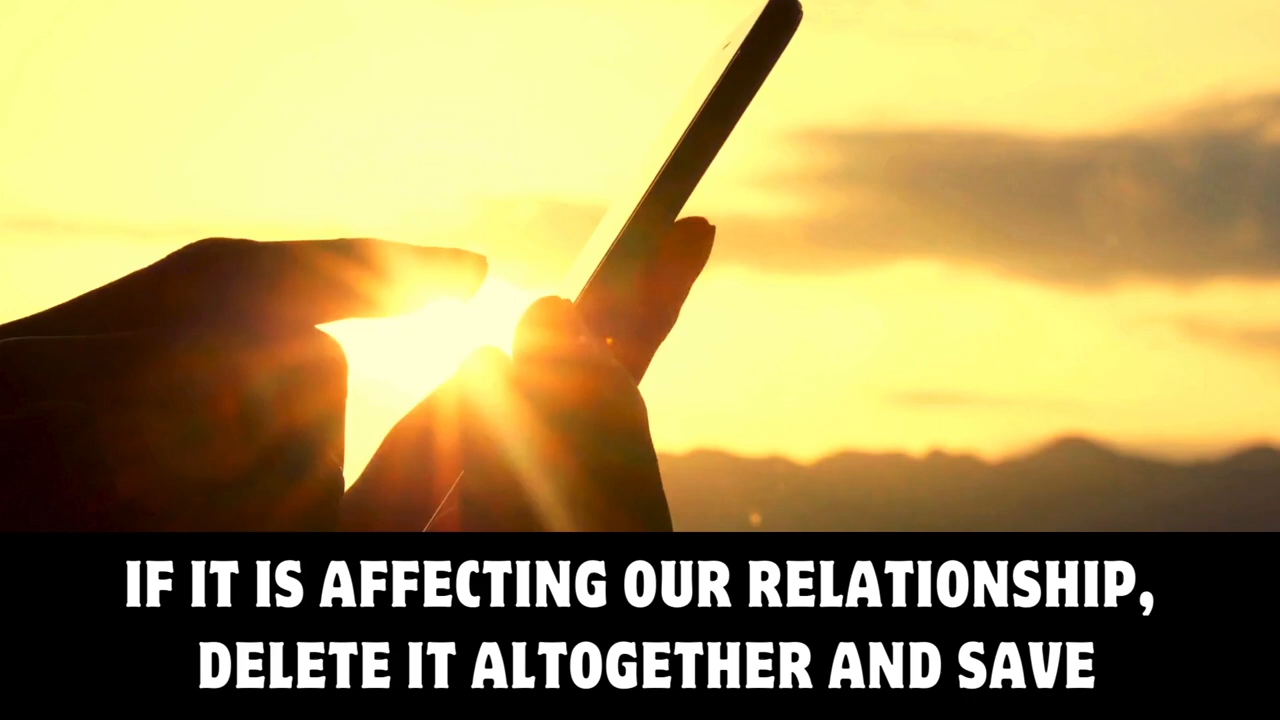 IF IT IS AFFECTING OUR RELATIONSHIP,
DELETE IT ALTOGETHER AND SAVE